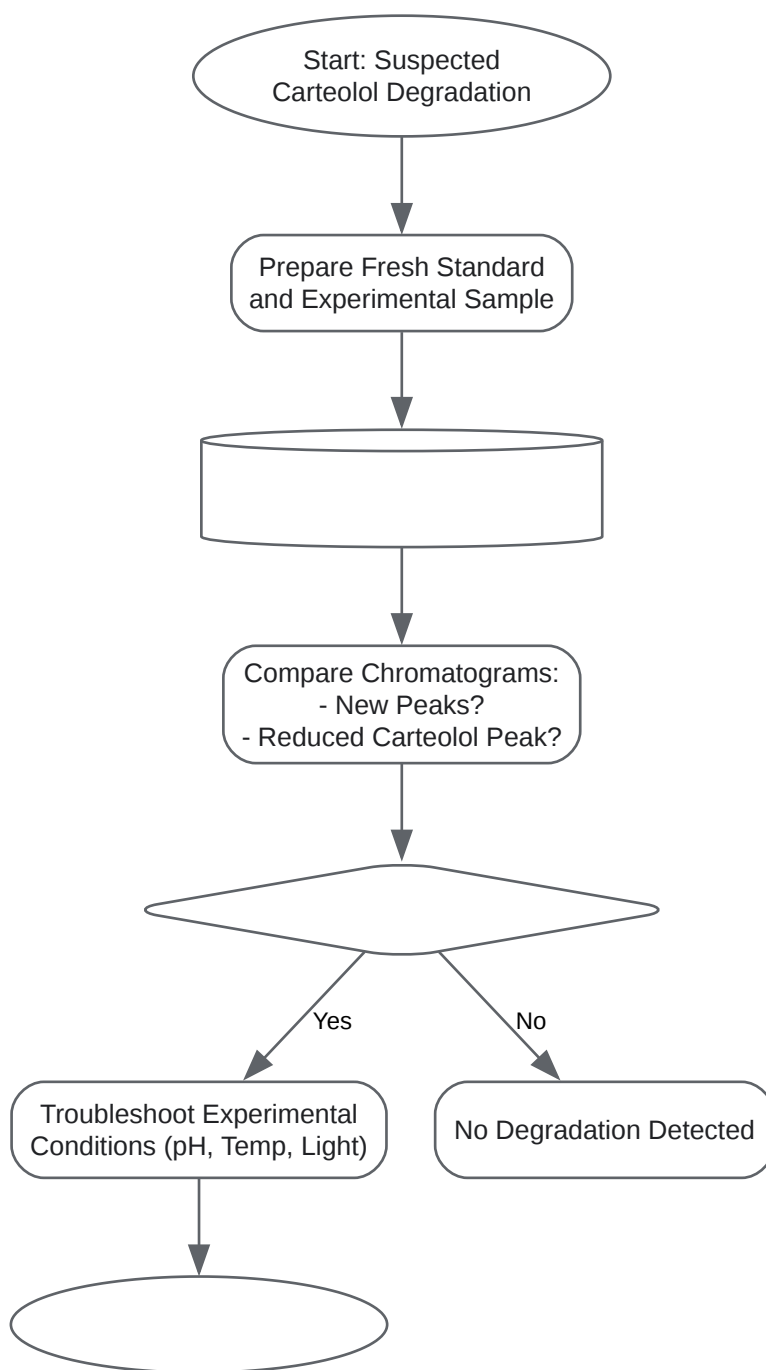 Start: Suspected
Carteolol Degradation
Prepare Fresh Standard
and Experimental Sample
Compare Chromatograms:
- New Peaks?
- Reduced Carteolol Peak?
Yes
No
Troubleshoot Experimental
Conditions (pH, Temp, Light)
No Degradation Detected